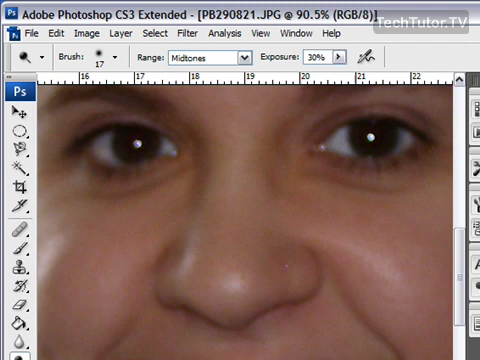 Adobe Photoshop CS3 Extended - [PB290821.JPG @ 90.5% (RGB/8)]
TechTutor.TV
Ps File Edit Image Layer Select Filter Analysis View Window Help
Brush: 17 Range: Midtones Exposure: 30%
16 17 18 19 20 21 22
Ps